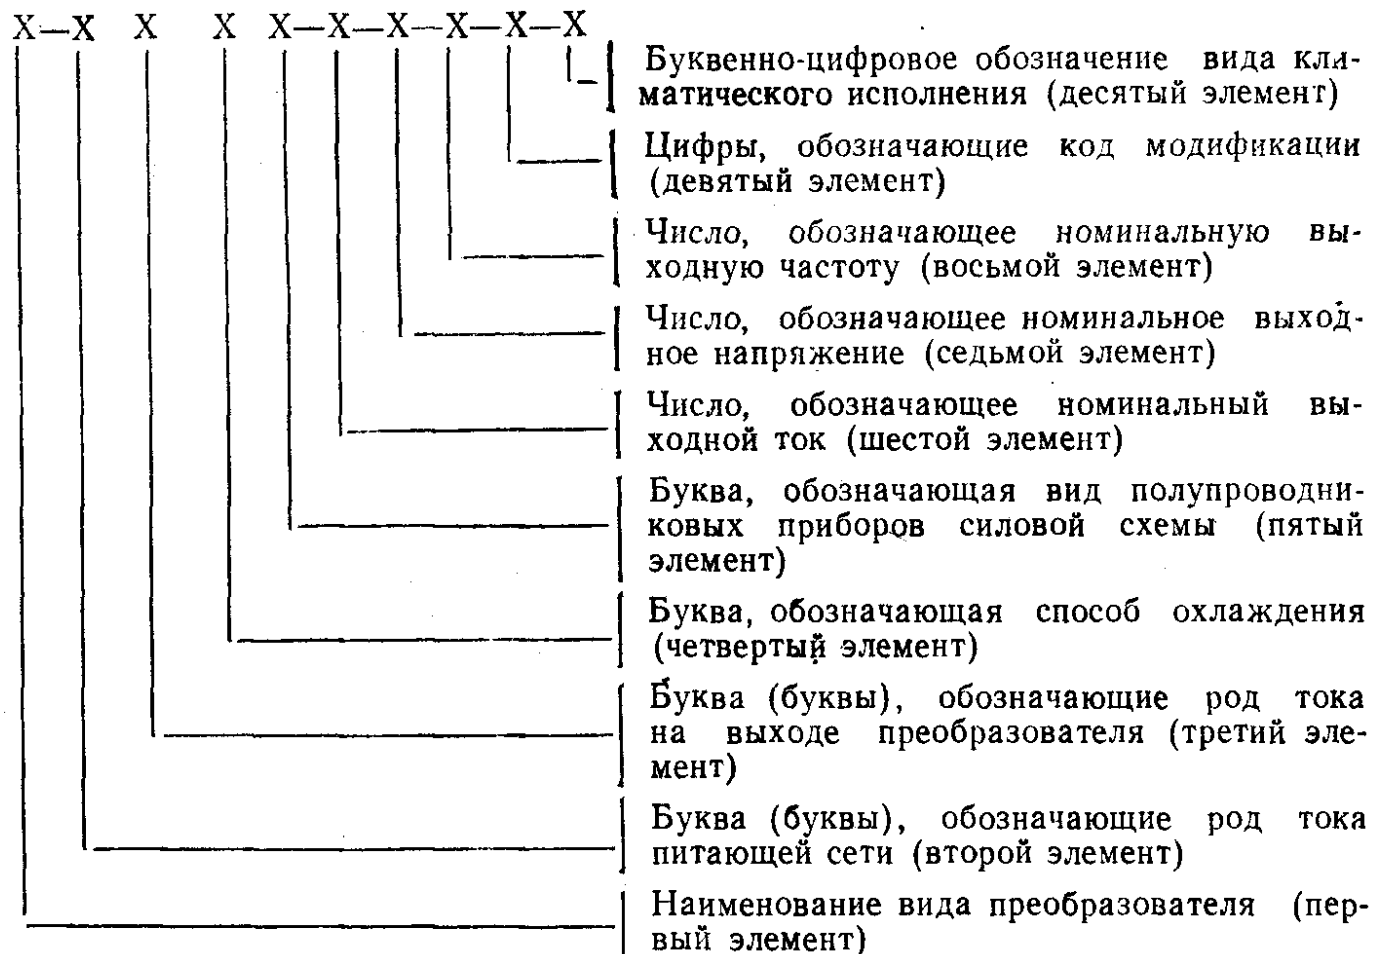 Х—Х Х Х Х—Х—Х—Х—Х—Х
Буквенно-цифровое обозначение вида кли-
матического исполнения (десятый элемент)
Цифры, обозначающие код модификации
(девятый элемент)
Число, обозначающее номинальную вы-
ходную частоту (восьмой элемент)
Число, обозначающее номинальное выход-
ное напряжение (седьмой элемент)
Число, обозначающее номинальный вы-
ходной ток (шестой элемент)
Буква, обозначающая вид полупроводни-
ковых приборов силовой схемы (пятый
элемент)
Буква, обозначающая способ охлаждения
(четвертый элемент)
Буква (буквы), обозначающие род тока
на выходе преобразователя (третий эле-
мент)
Буква (буквы), обозначающие род тока
питающей сети (второй элемент)
Наименование вида преобразователя (пер-
вый элемент)